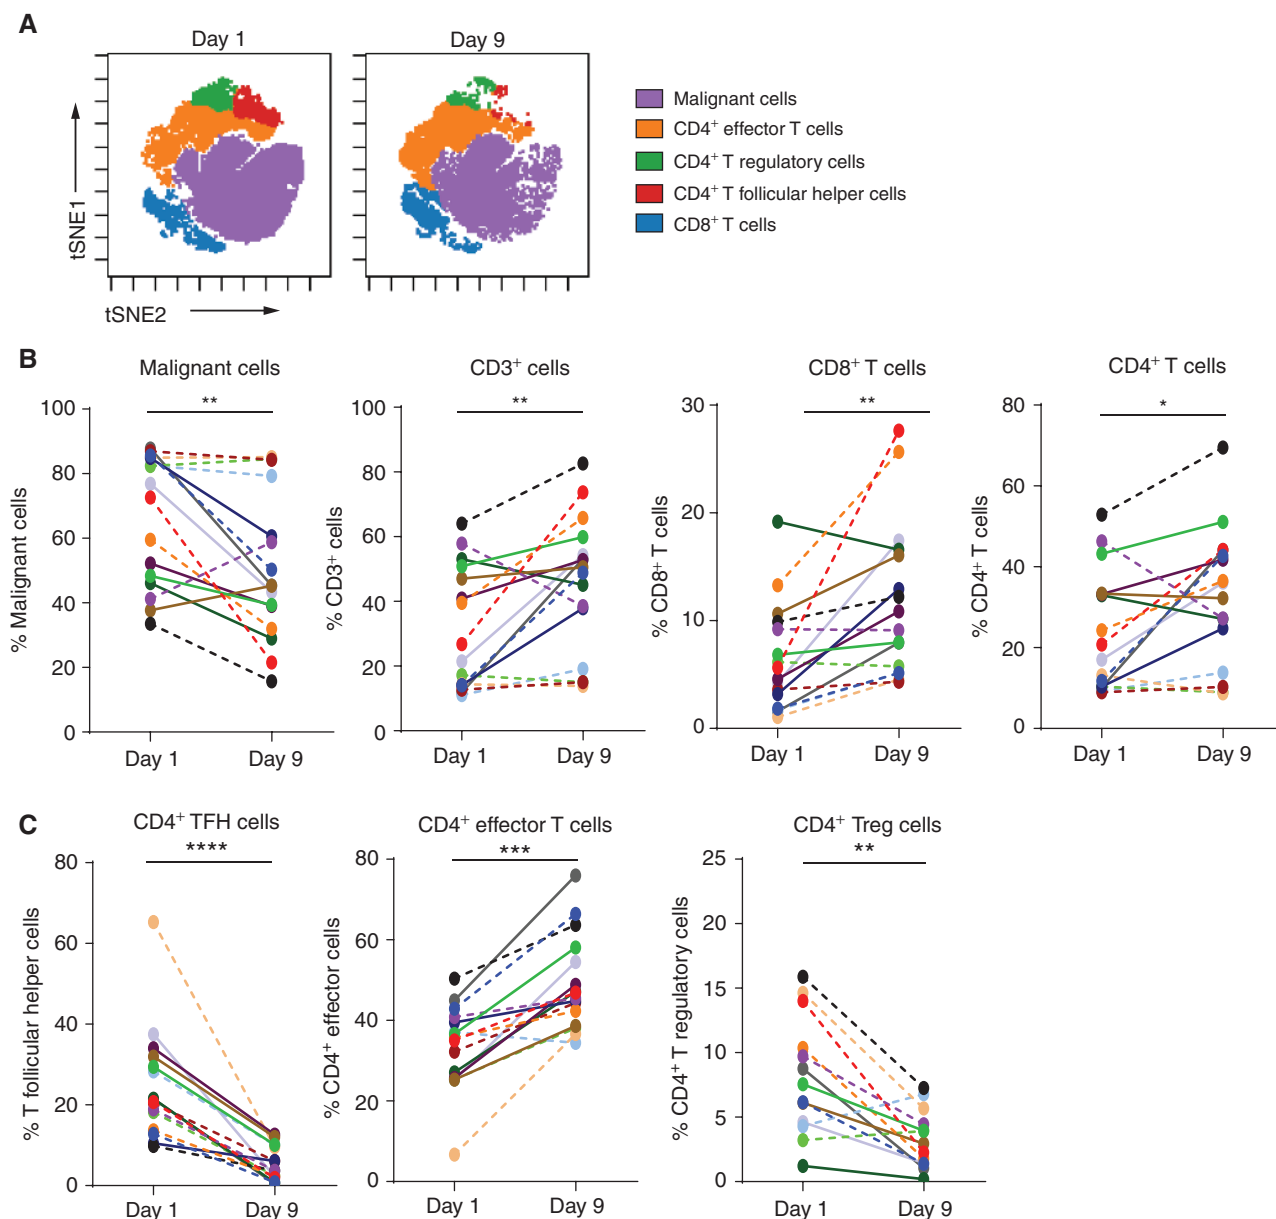 A
Day 1
Day 9
tSNE1
tSNE2
Malignant cells
CD4⁺ effector T cells
CD4⁺ T regulatory cells
CD4⁺ T follicular helper cells
CD8⁺ T cells
B
Malignant cells
**
% Malignant cells
100
80
60
40
20
0
Day 1
Day 9
CD3⁺ cells
**
% CD3⁺ cells
100
80
60
40
20
0
Day 1
Day 9
CD8⁺ T cells
**
% CD8⁺ T cells
30
20
10
0
Day 1
Day 9
CD4⁺ T cells
*
% CD4⁺ T cells
80
60
40
20
0
Day 1
Day 9
C
CD4⁺ TFH cells
****
% T follicular helper cells
80
60
40
20
0
Day 1
Day 9
CD4⁺ effector T cells
***
% CD4⁺ effector cells
80
60
40
20
0
Day 1
Day 9
CD4⁺ Treg cells
**
% CD4⁺ T regulatory cells
25
20
15
10
5
0
Day 1
Day 9